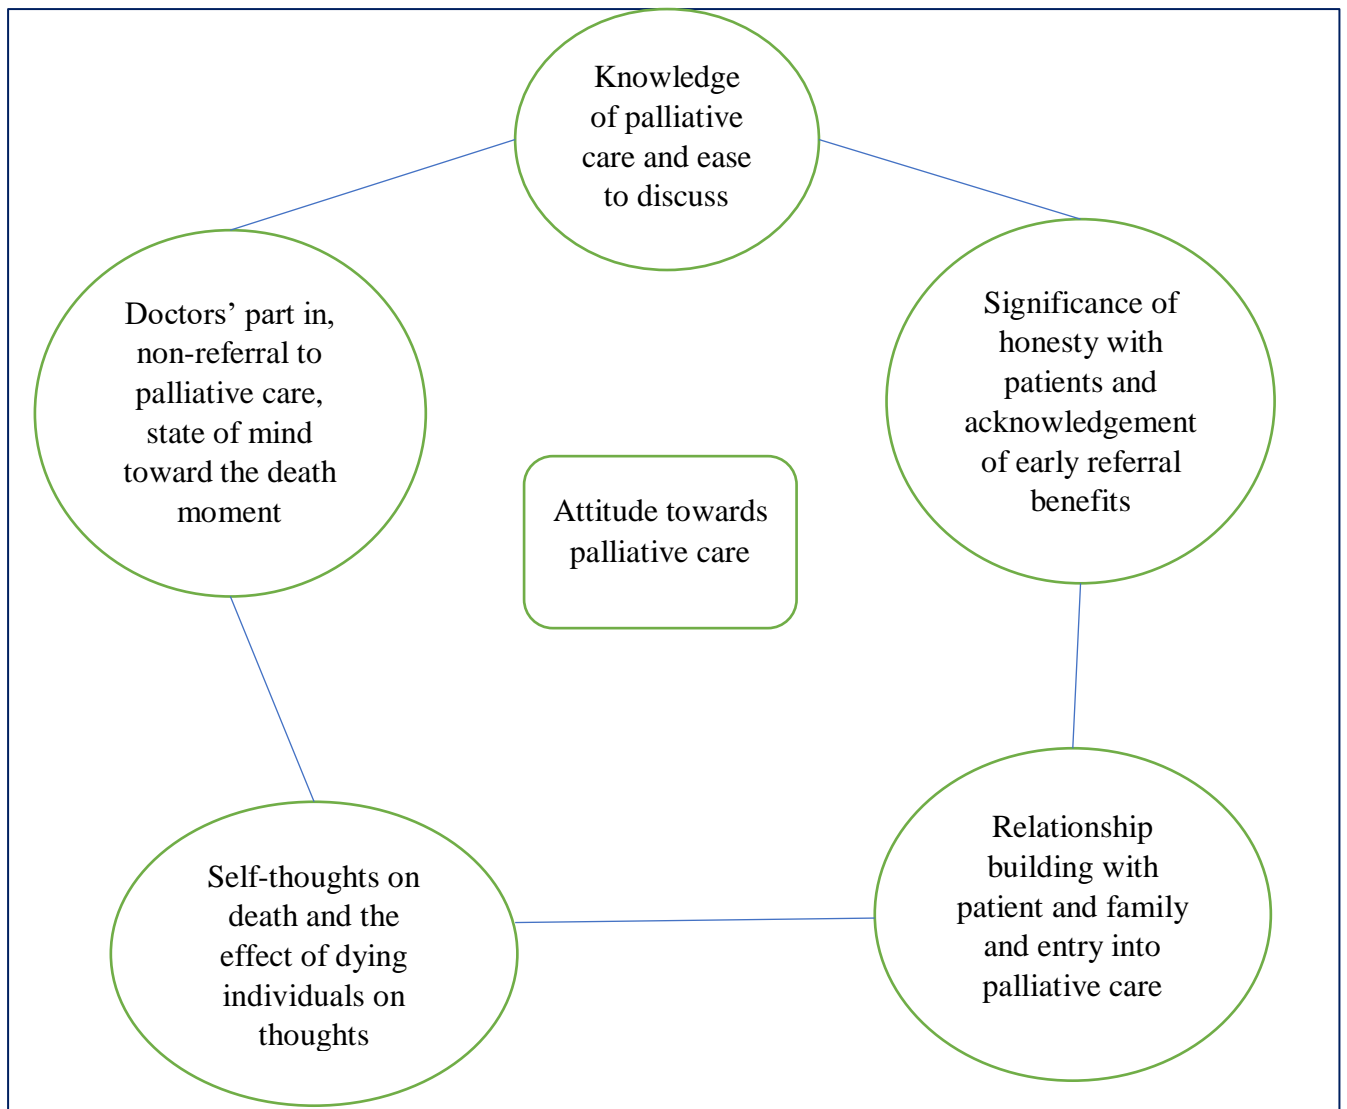 Knowledge
of palliative
care and ease
to discuss
Doctors’ part in,
non-referral to
palliative care,
state of mind
toward the death
moment
Significance of
honesty with
patients and
acknowledgement
of early referral
benefits
Attitude towards
palliative care
Self-thoughts on
death and the
effect of dying
individuals on
thoughts
Relationship
building with
patient and family
and entry into
palliative care